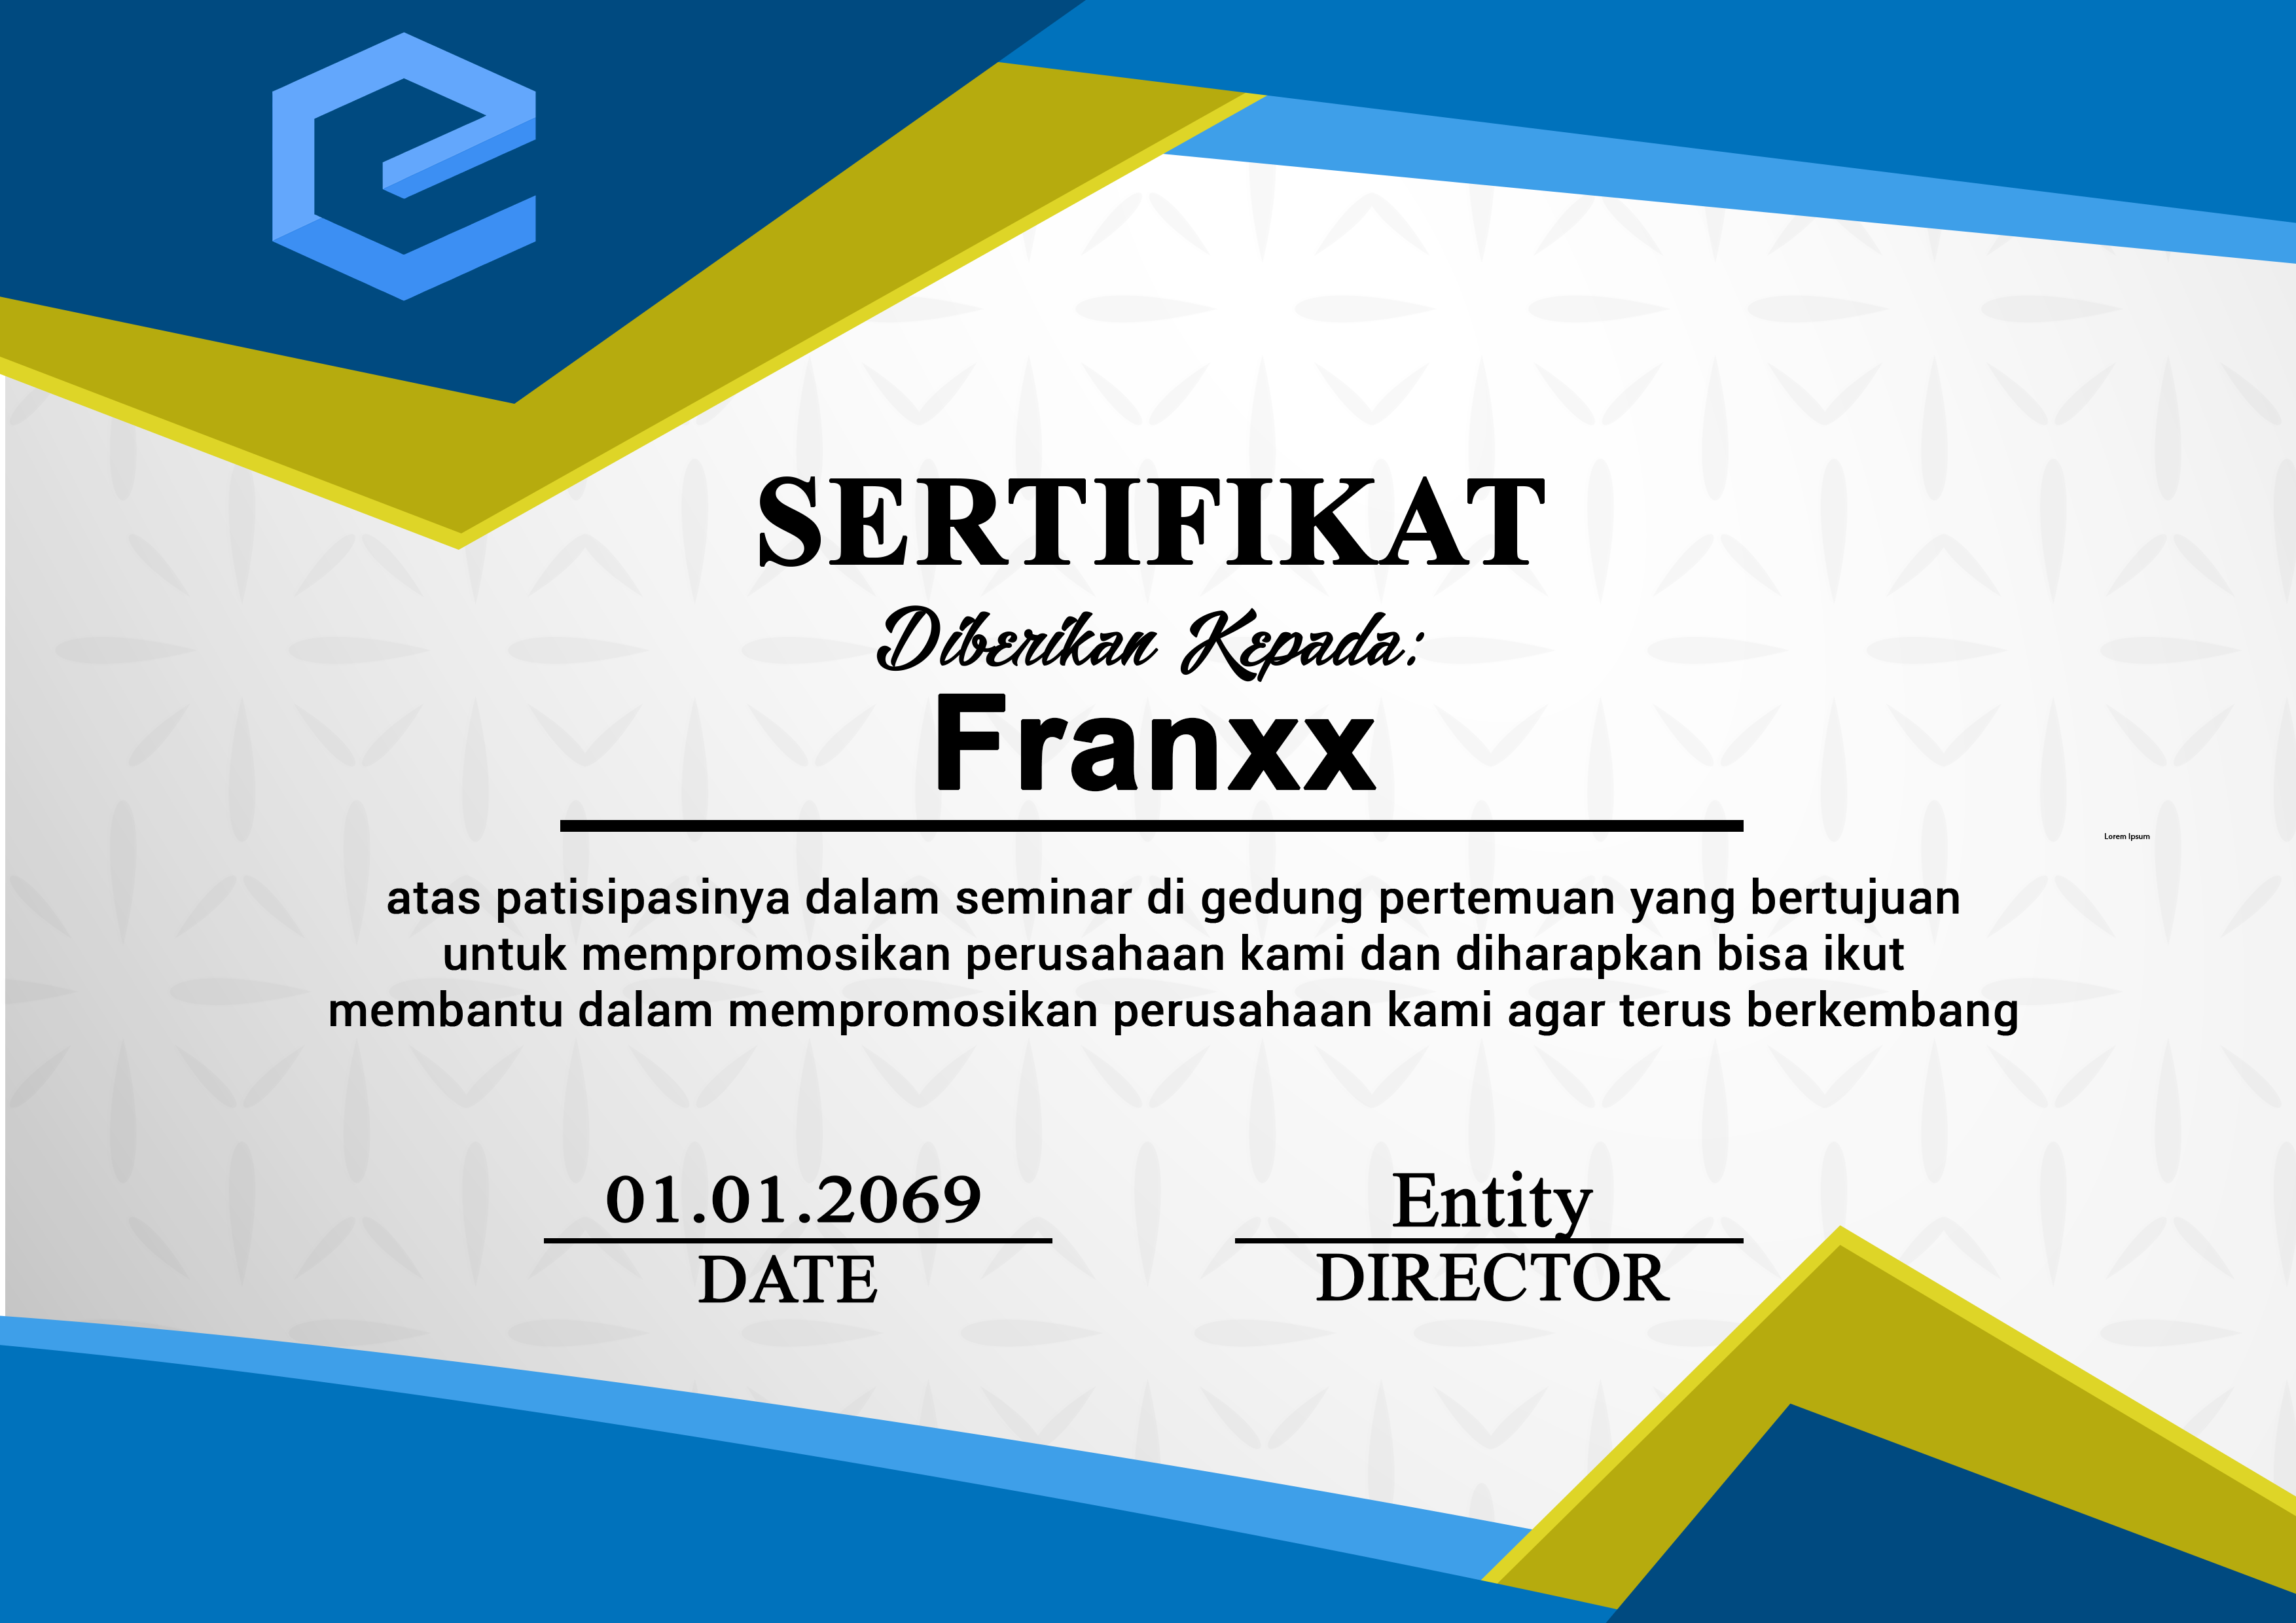 SERTIFIKAT
Diberikan Kepada:
Franxx
Lorem Ipsum
atas patisipasinya dalam seminar di gedung pertemuan yang bertujuan
untuk mempromosikan perusahaan kami dan diharapkan bisa ikut
membantu dalam mempromosikan perusahaan kami agar terus berkembang
01.01.2069
DATE
Entity
DIRECTOR